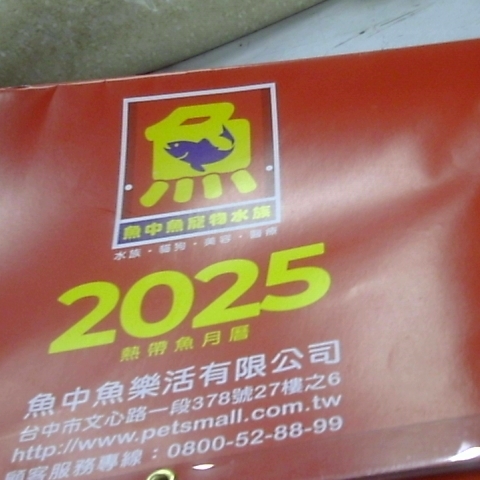 魚中魚寵物水族
水族・貓狗・美容・醫療
2025
熱帶魚月曆
魚中魚樂活有限公司
台中市文心路一段378號27樓之6
http://www.petsmall.com.tw
顧客服務專線：0800-52-88-99